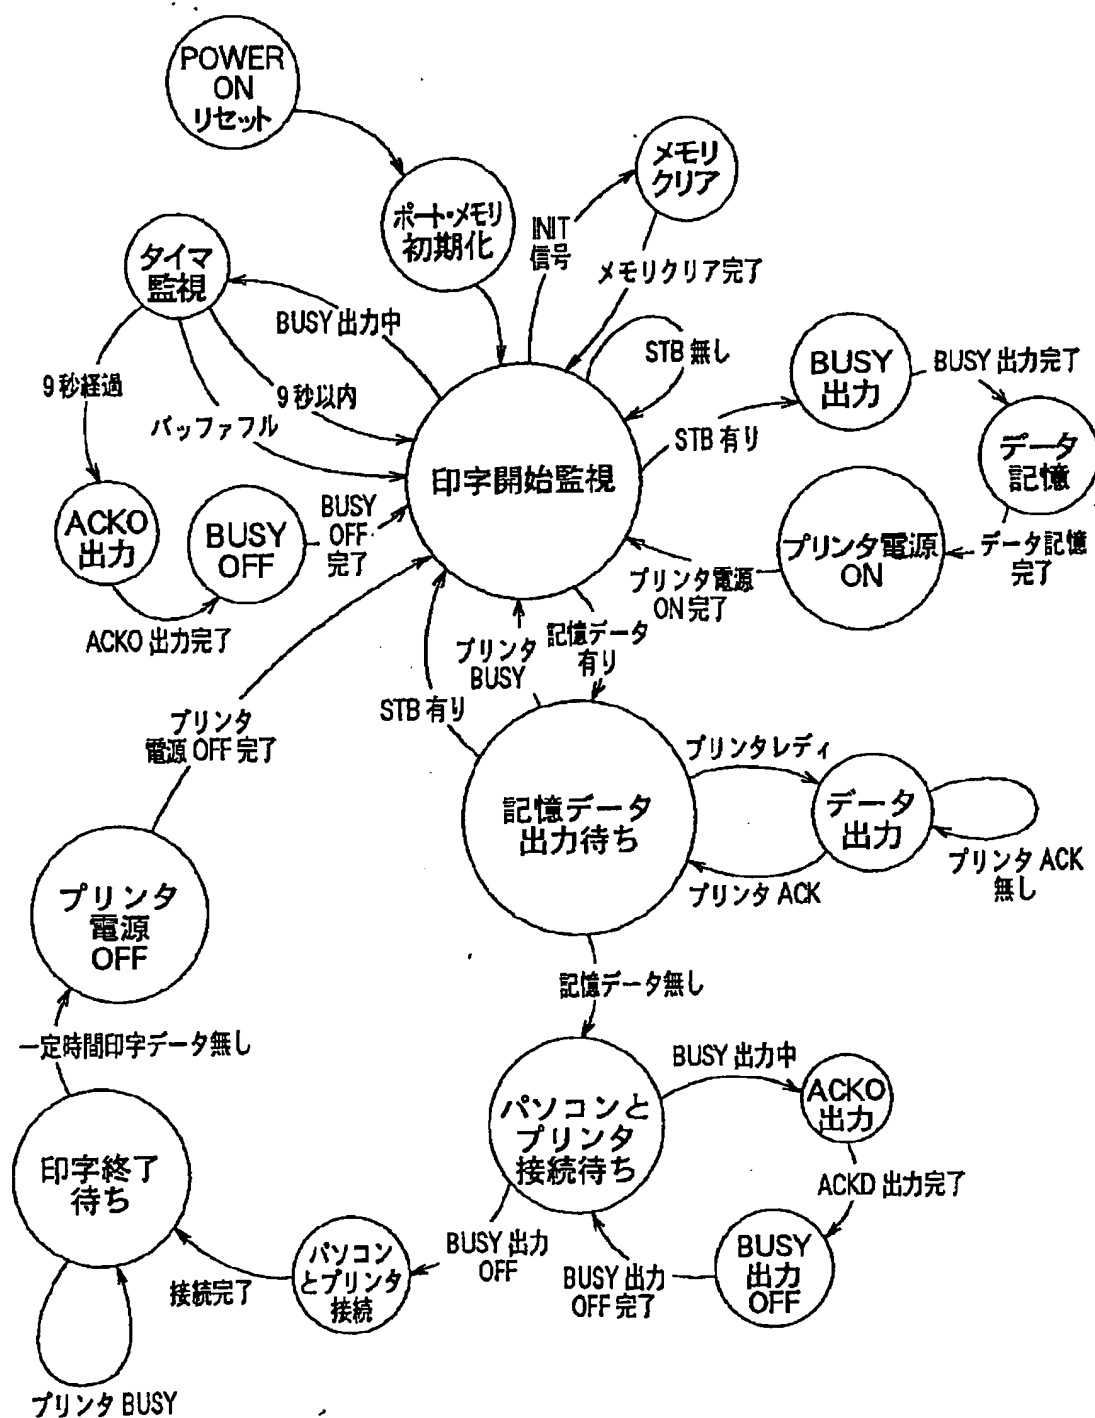 POWER
ON
リセット
メモリ
クリア
ポート・メモリ
初期化
INIT
信号
タイマ
監視
メモリクリア完了
BUSY 出力中
STB 無し
BUSY
出力
BUSY 出力完了
9秒経過
9秒以内
バッファフル
STB 有り
データ
記憶
印字開始監視
ACKO
出力
BUSY
OFF
BUSY
OFF
完了
プリンタ電源
ON
データ記憶
完了
プリンタ電源
ON完了
ACKO 出力完了
プリンタ
BUSY
記憶データ
有り
STB 有り
プリンタ
電源 OFF 完了
プリンタレディ
記憶データ
出力待ち
データ
出力
プリンタ ACK
無し
プリンタ ACK
プリンタ
電源
OFF
記憶データ無し
一定時間印字データ無し
BUSY 出力中
ACKO
出力
パソコンと
プリンタ
接続待ち
印字終了
待ち
ACKD 出力完了
BUSY 出力
OFF
BUSY
出力
OFF
パソコン
とプリンタ
接続
BUSY 出力
OFF 完了
接続完了
プリンタ BUSY